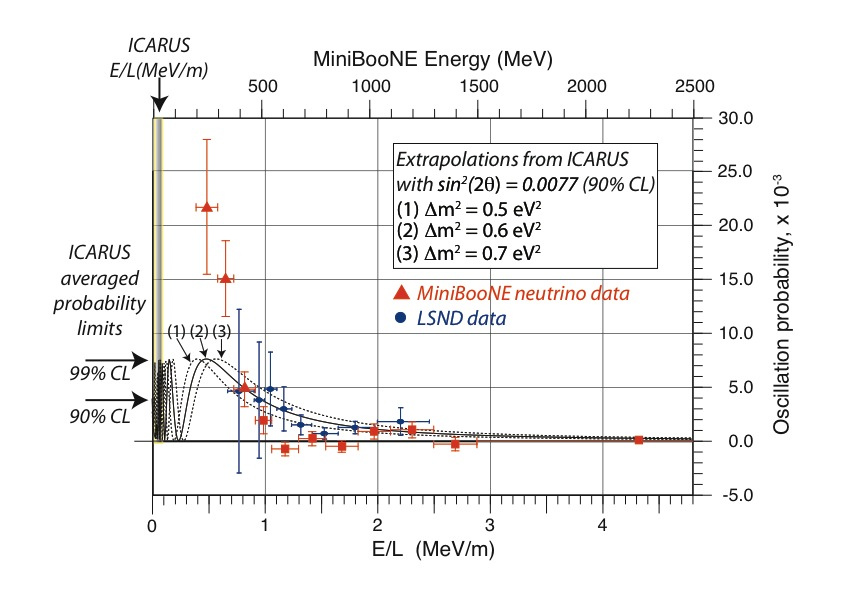 ICARUS
E/L(MeV/m)
MiniBooNE Energy (MeV)
500
1000
1500
2000
2500
30.0
25.0
20.0
15.0
10.0
5.0
0.0
-5.0
Oscillation probability, x 10⁻³
Extrapolations from ICARUS
with sin²(2θ) = 0.0077 (90% CL)
(1) Δm² = 0.5 eV²
(2) Δm² = 0.6 eV²
(3) Δm² = 0.7 eV²
MiniBooNE neutrino data
LSND data
ICARUS
averaged
probability
limits
99% CL
90% CL
(1) (2) (3)
0
1
2
3
4
E/L (MeV/m)